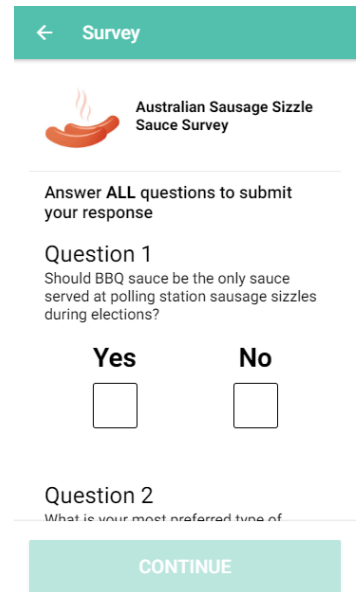 Survey
Australian Sausage Sizzle
Sauce Survey
Answer ALL questions to submit
your response
Question 1
Should BBQ sauce be the only sauce
served at polling station sausage sizzles
during elections?
Yes No
Question 2
What is your most preferred type of
CONTINUE